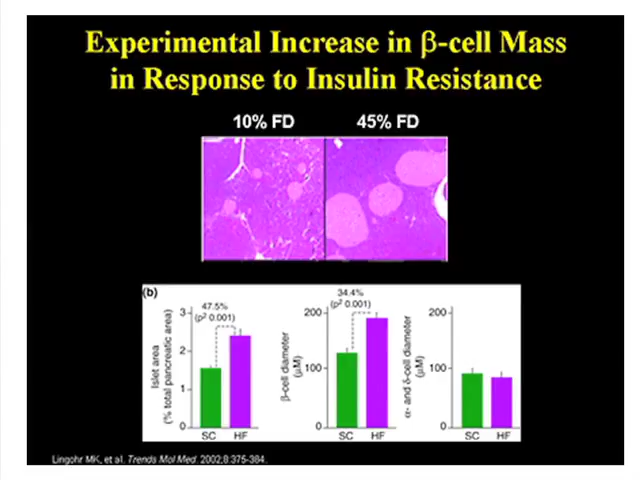 Experimental Increase in β-cell Mass
in Response to Insulin Resistance
10% FD
45% FD
(b)
47.5%
(p² 0.001)
Islet area
(% total pancreatic area)
3
2
1
0
SC
HF
34.4%
(p² 0.001)
β-cell diameter
(μM)
200
100
0
SC
HF
α- and δ-cell diameter
(μM)
200
100
0
SC
HF
Lingohr MK, et al. Trends Mol Med. 2002;8:375-384.